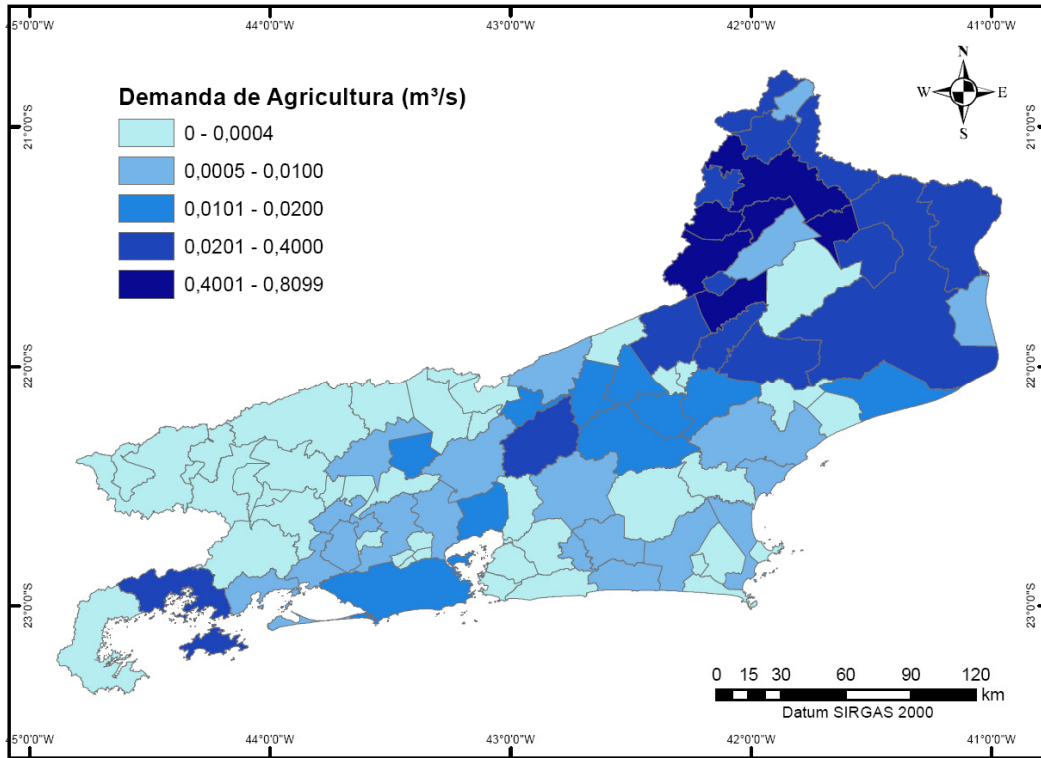 45°0'0"W 44°0'0"W 43°0'0"W 42°0'0"W 41°0'0"W
N
W E
S
Demanda de Agricultura (m³/s)
0 - 0,0004
0,0005 - 0,0100
0,0101 - 0,0200
0,0201 - 0,4000
0,4001 - 0,8099
21°0'0"S 21°0'0"S
22°0'0"S 22°0'0"S
23°0'0"S 23°0'0"S
0 15 30 60 90 120
km
Datum SIRGAS 2000
45°0'0"W 44°0'0"W 43°0'0"W 42°0'0"W 41°0'0"W